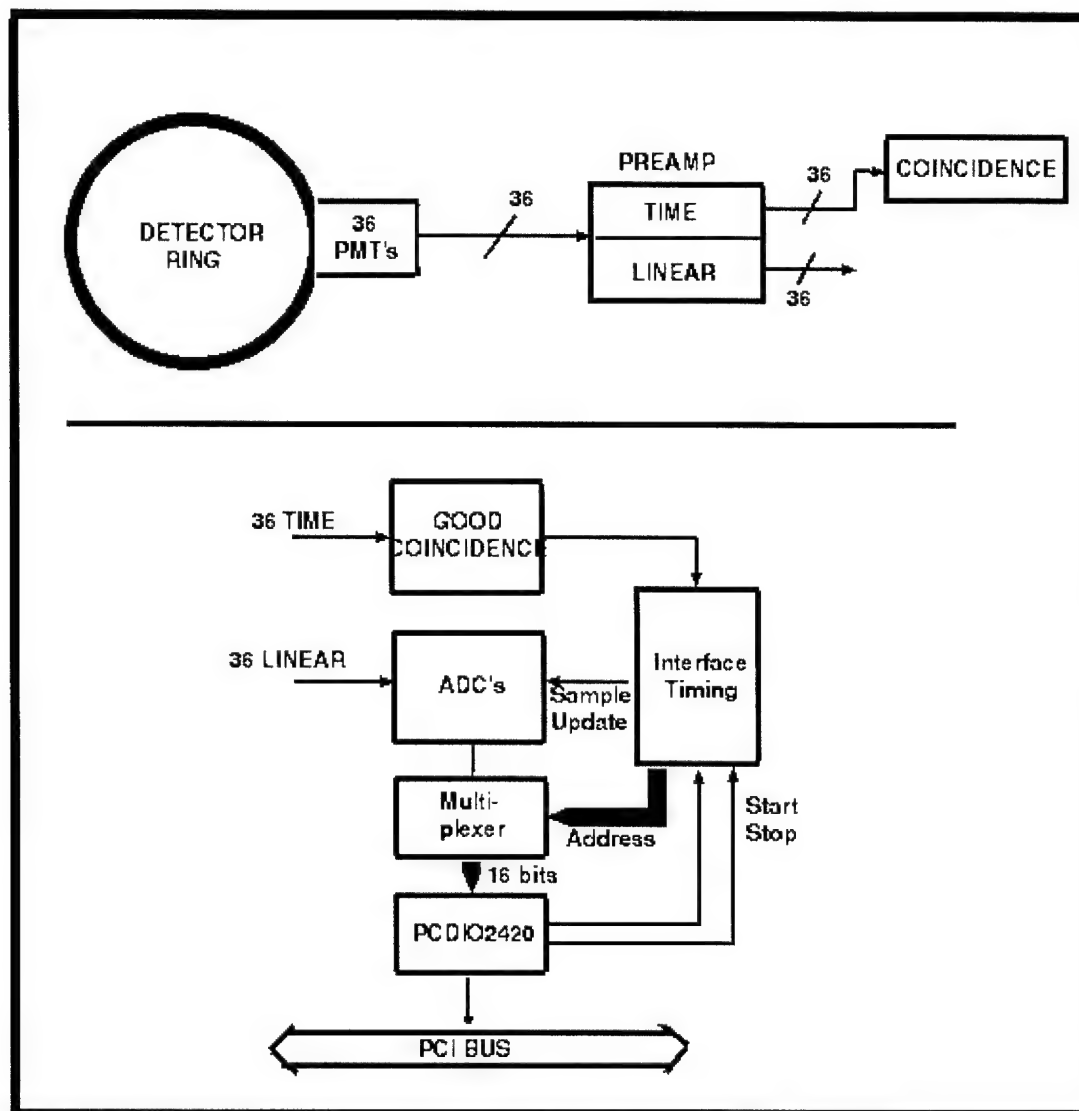 DETECTOR
RING
36
PMT's
36
PREAMP
TIME
LINEAR
36
36
COINCIDENCE
36 TIME
GOOD
COINCIDENCE
36 LINEAR
ADC's
Sample
Update
Interface
Timing
Multi-
plexer
Address
Start
Stop
16 bits
PCDIO2420
PCI BUS